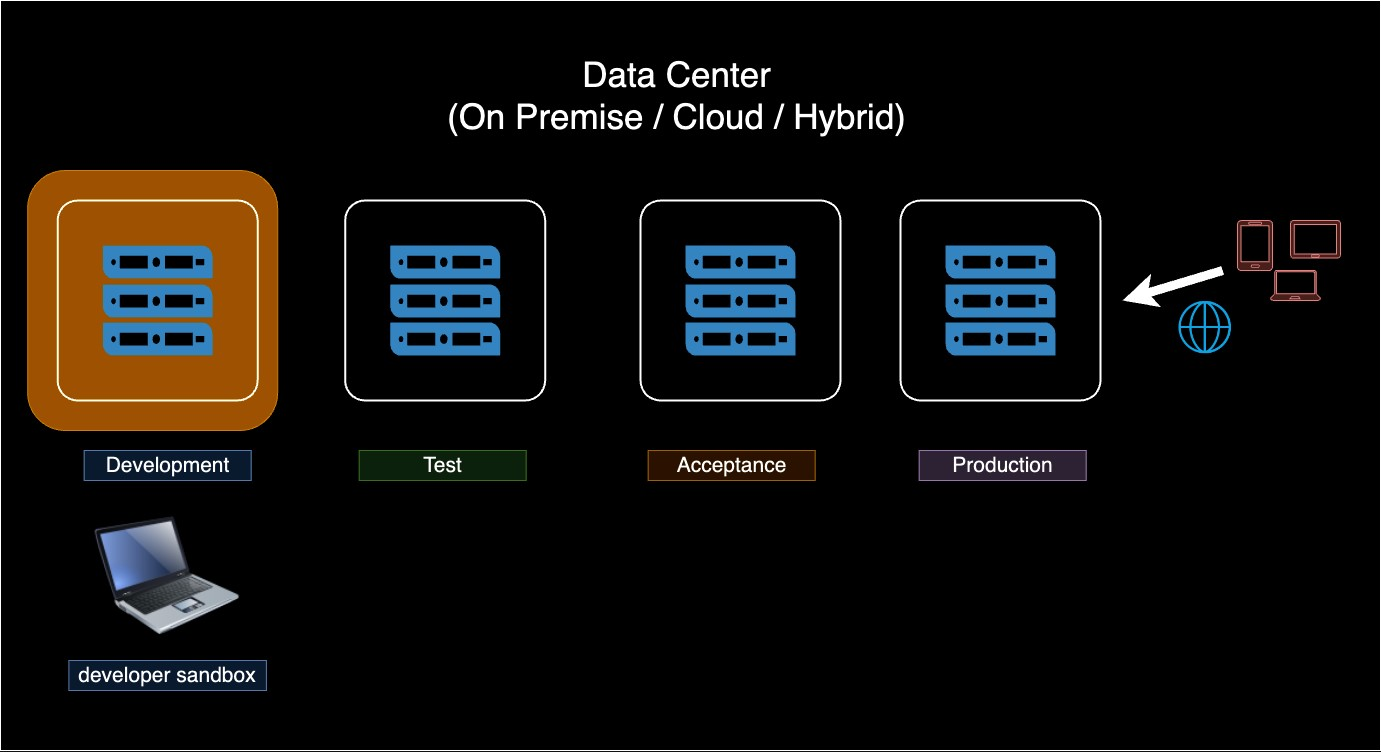 Data Center
(On Premise / Cloud / Hybrid)
Development
Test
Acceptance
Production
developer sandbox